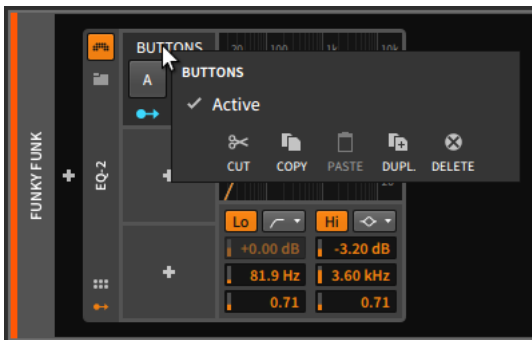 FUNKY FUNK
EQ-2
BUTTONS
A
20 100 1k 10k
BUTTONS
Active
CUT COPY PASTE DUPL. DELETE
20
Lo Hi
+0.00 dB -3.20 dB
81.9 Hz 3.60 kHz
0.71 0.71